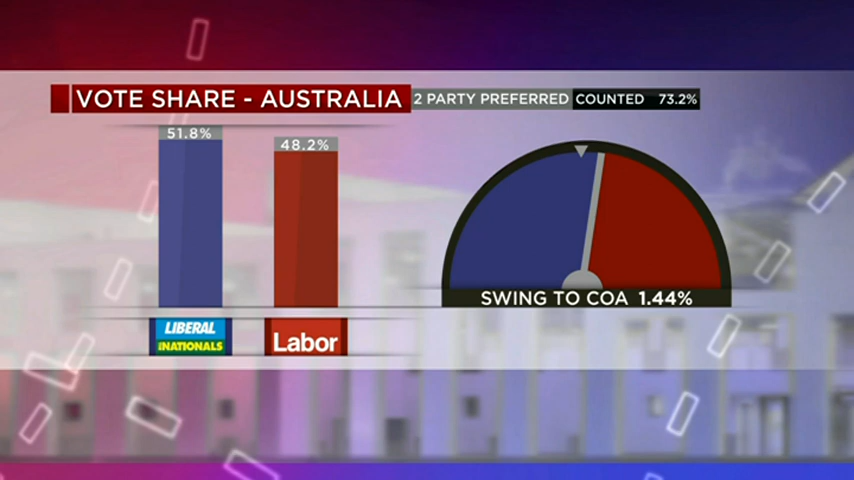 VOTE SHARE - AUSTRALIA
2 PARTY PREFERRED COUNTED 73.2%
51.8%
48.2%
SWING TO COA 1.44%
LIBERAL
THE NATIONALS
Labor